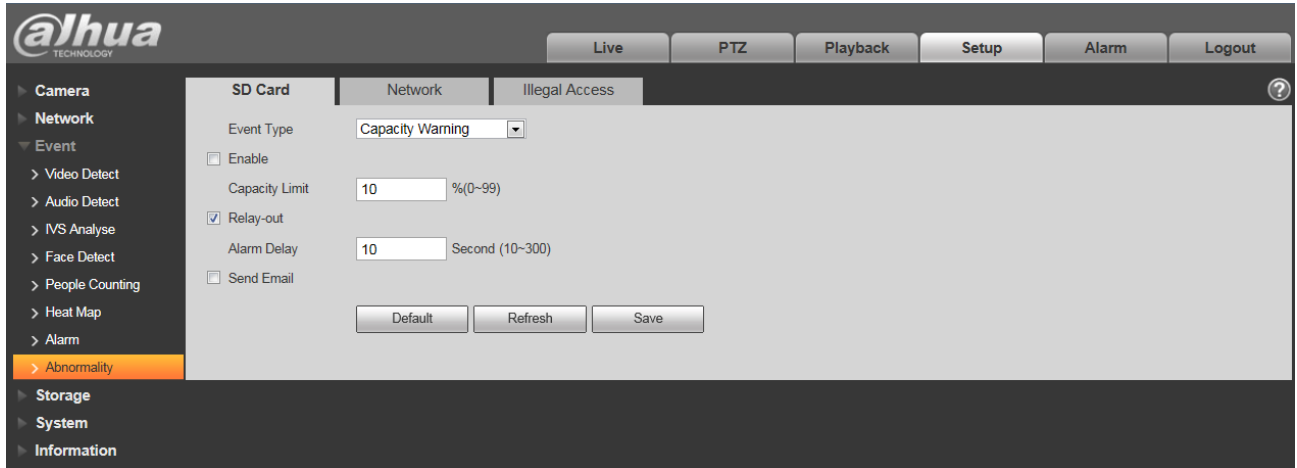 alhua
TECHNOLOGY
Live PTZ Playback Setup Alarm Logout
Camera
Network
Event
Video Detect
Audio Detect
IVS Analyse
Face Detect
People Counting
Heat Map
Alarm
Abnormality
Storage
System
Information
SD Card Network Illegal Access ?
Event Type Capacity Warning
Enable
Capacity Limit 10 %(0~99)
Relay-out
Alarm Delay 10 Second (10~300)
Send Email
Default Refresh Save